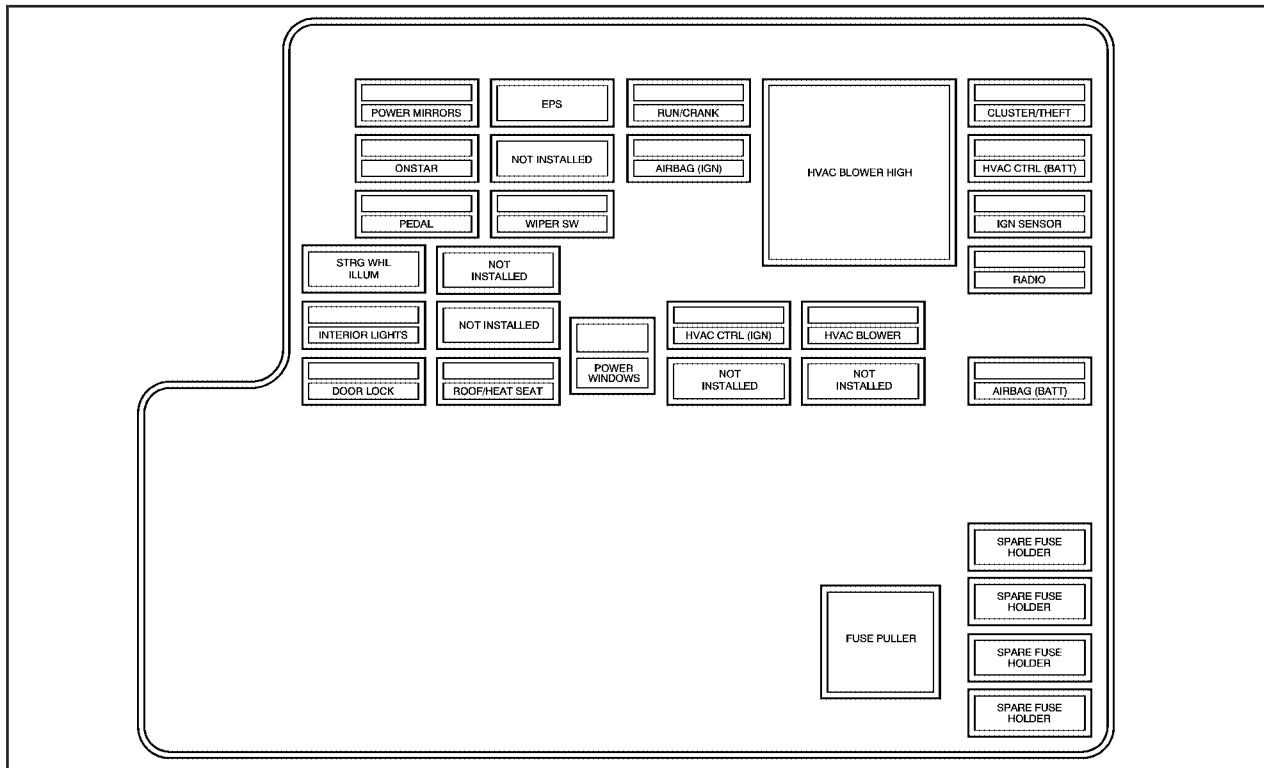 POWER MIRRORS
EPS
RUN/CRANK
CLUSTER/THEFT
ONSTAR
NOT INSTALLED
AIRBAG (IGN)
HVAC BLOWER HIGH
HVAC CTRL (BATT)
PEDAL
WIPER SW
IGN SENSOR
STRG WHL
ILLUM
NOT
INSTALLED
RADIO
INTERIOR LIGHTS
NOT INSTALLED
HVAC CTRL (IGN)
HVAC BLOWER
DOOR LOCK
ROOF/HEAT SEAT
POWER
WINDOWS
NOT
INSTALLED
NOT
INSTALLED
AIRBAG (BATT)
SPARE FUSE
HOLDER
SPARE FUSE
HOLDER
FUSE PULLER
SPARE FUSE
HOLDER
SPARE FUSE
HOLDER